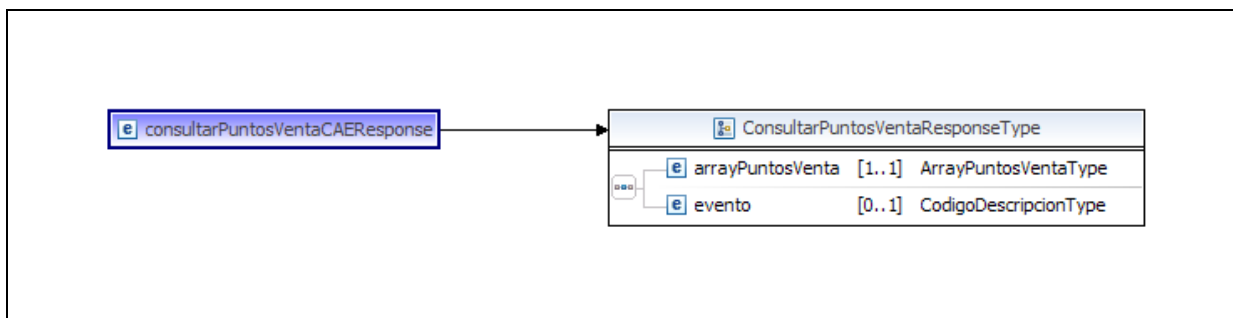 e consultarPuntosVentaCAEResponse
ConsultarPuntosVentaResponseType
e arrayPuntosVenta [1..1] ArrayPuntosVentaType
e evento [0..1] CodigoDescripcionType